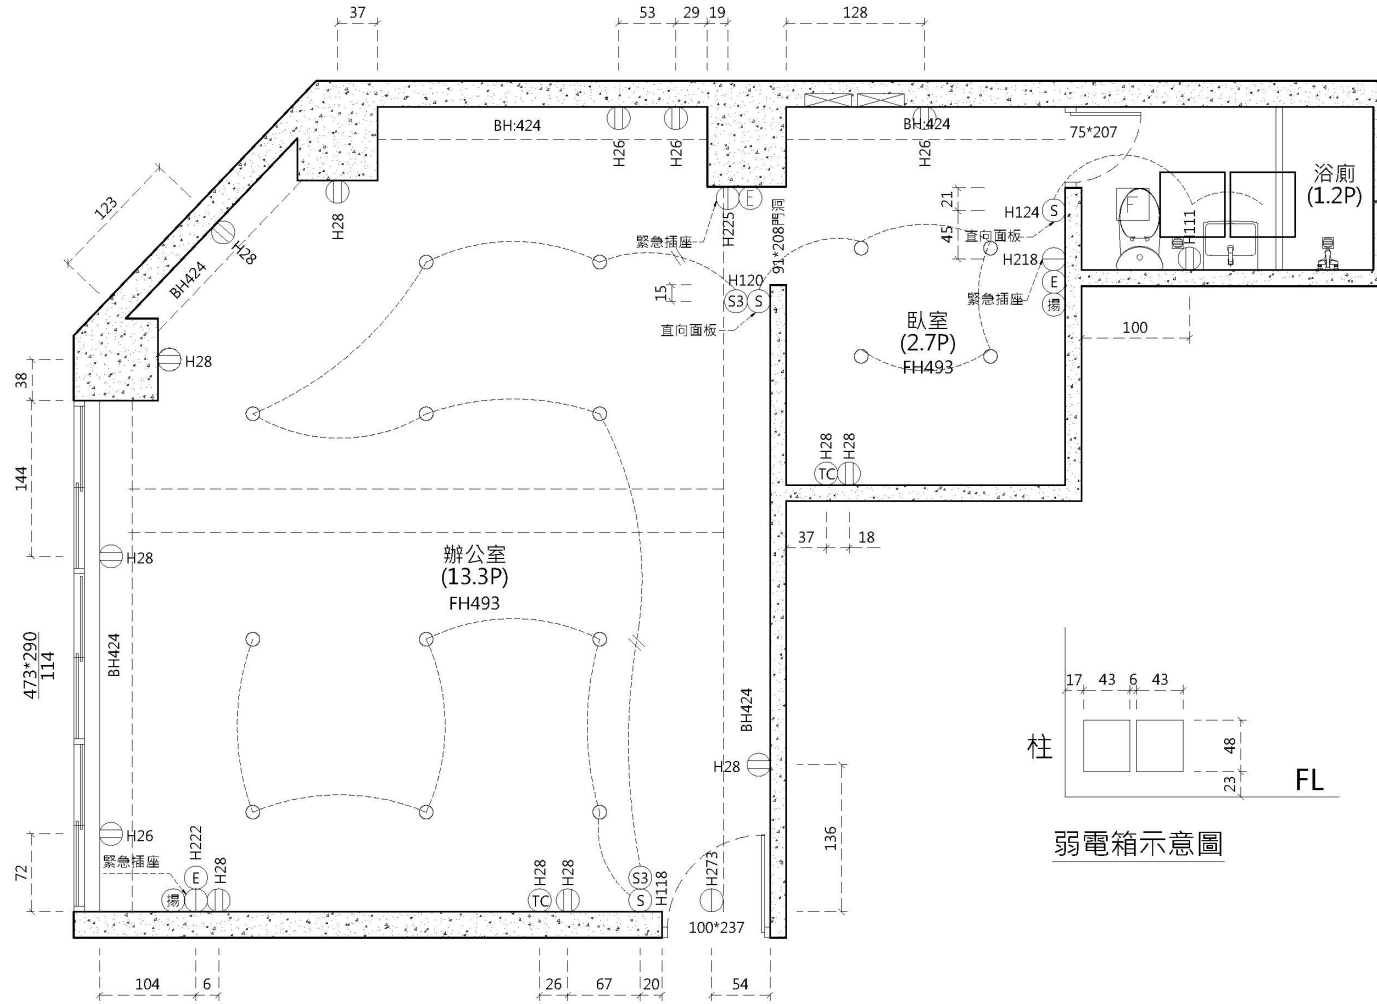 37
53
29
19
128
BH:424
H26
H26
BH:424
H26
75*207
浴廁
(1.2P)
123
H28
H28
BH424
E
H225
緊急插座
91*208門洞
21
H124
S
直向面板
45
H218
E
緊急插座
揚
H111
F
H120
15
S3
S
直向面板
臥室
(2.7P)
FH493
100
38
H28
144
H28
H28
H28
TC
37
18
辦公室
(13.3P)
FH493
473*290
114
BH424
BH424
17
43
6
43
柱
48
23
FL
弱電箱示意圖
H28
136
H26
緊急插座
72
H222
E
揚
H28
H28
H28
TC
S3
S
H118
H273
100*237
104
6
26
67
20
54